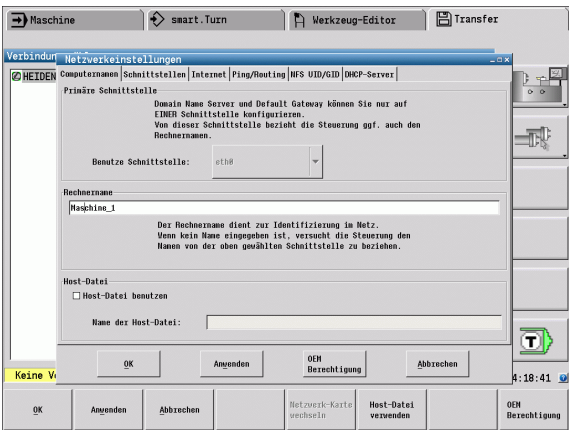 Maschine
smart.Turn
Werkzeug-Editor
Transfer
Netzwerkeinstellungen
HEIDEN
Computernamen Schnittstellen Internet Ping/Routing NFS UID/GID DHCP-Server
Primäre Schnittstelle
Domain Name Server und Default Gateway können Sie nur auf
EINER Schnittstelle konfigurieren.
Von dieser Schnittstelle bezieht die Steuerung ggf. auch den
Rechnernamen.
Benutze Schnittstelle:
eth0
Rechnername
Maschine_1
Der Rechnername dient zur Identifizierung im Netz.
Wenn kein Name eingegeben ist, versucht die Steuerung den
Namen von der oben gewählten Schnittstelle zu beziehen.
Host-Datei
Host-Datei benutzen
Name der Host-Datei:
OK
Anwenden
OEM
Berechtigung
Abbrechen
T
Keine
4:18:41
OK
Anwenden
Abbrechen
Netzwerk-Karte
wechseln
Host-Datei
verwenden
OEM
Berechtigung